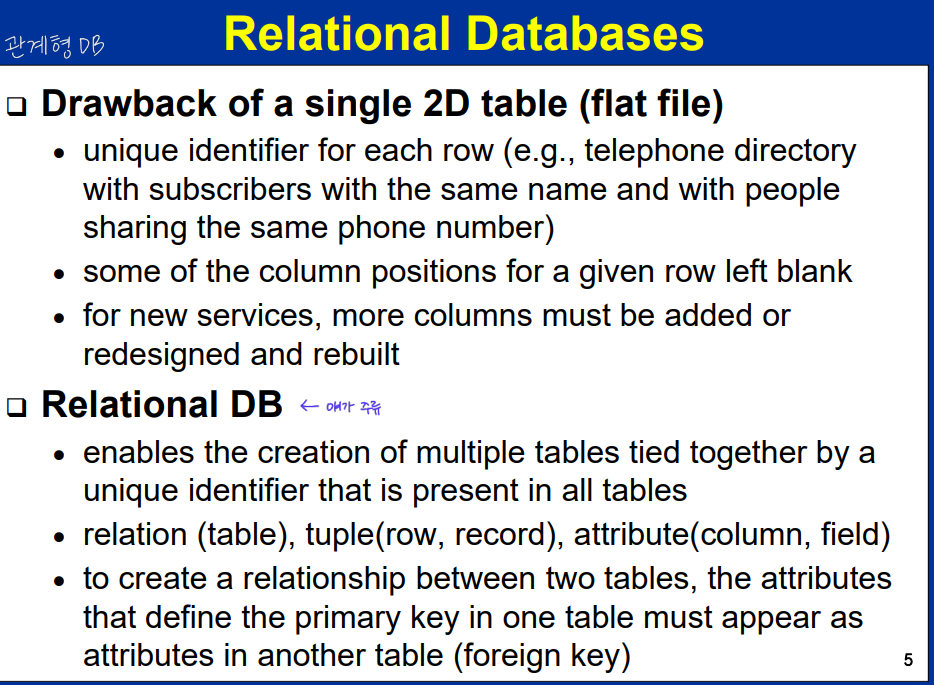 관계형 DB
Relational Databases
❑ Drawback of a single 2D table (flat file)
• unique identifier for each row (e.g., telephone directory
with subscribers with the same name and with people
sharing the same phone number)
• some of the column positions for a given row left blank
• for new services, more columns must be added or
redesigned and rebuilt
❑ Relational DB ← 얘가 주류
• enables the creation of multiple tables tied together by a
unique identifier that is present in all tables
• relation (table), tuple(row, record), attribute(column, field)
• to create a relationship between two tables, the attributes
that define the primary key in one table must appear as
attributes in another table (foreign key)
5